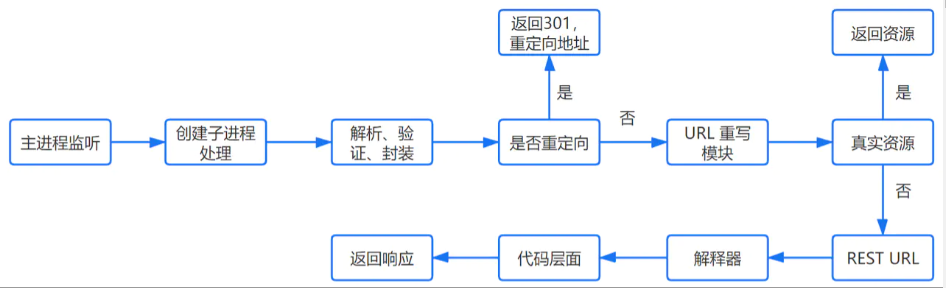 返回301，
重定向地址
返回资源
是
是
主进程监听
创建子进程
处理
解析、验
证、封装
是否重定向
否
URL 重写
模块
真实资源
否
返回响应
代码层面
解释器
REST URL